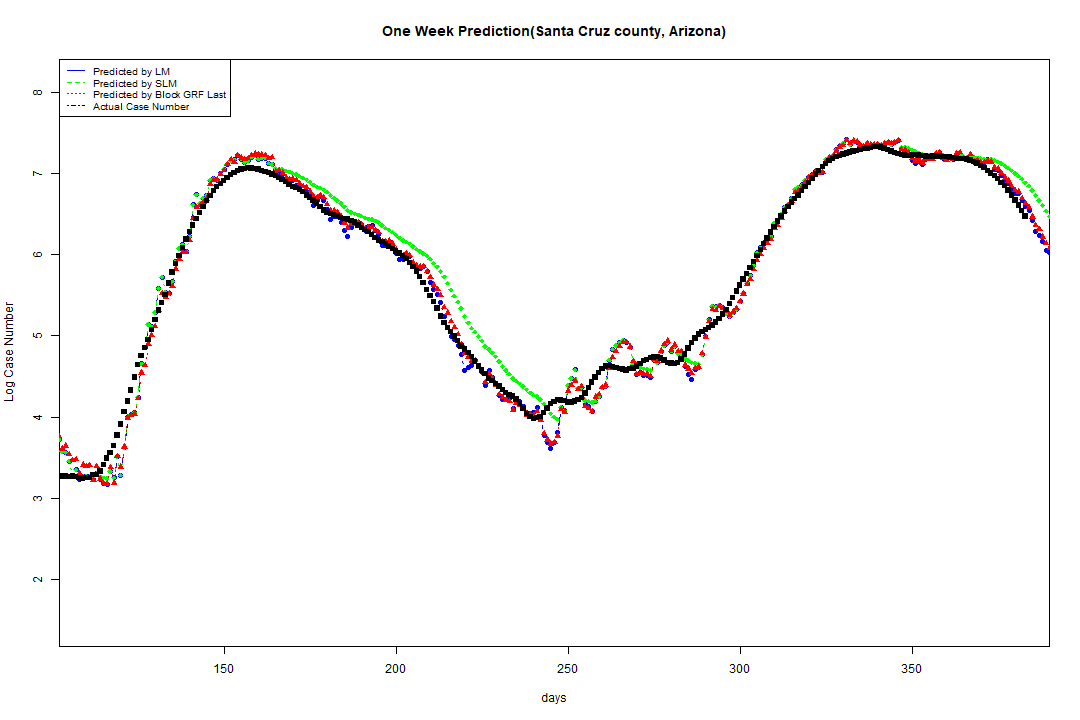 One Week Prediction(Santa Cruz county, Arizona)
Predicted by LM
Predicted by SLM
Predicted by Block GRF Last
Actual Case Number
8
7
6
5
4
3
2
Log Case Number
150 200 250 300 350
days